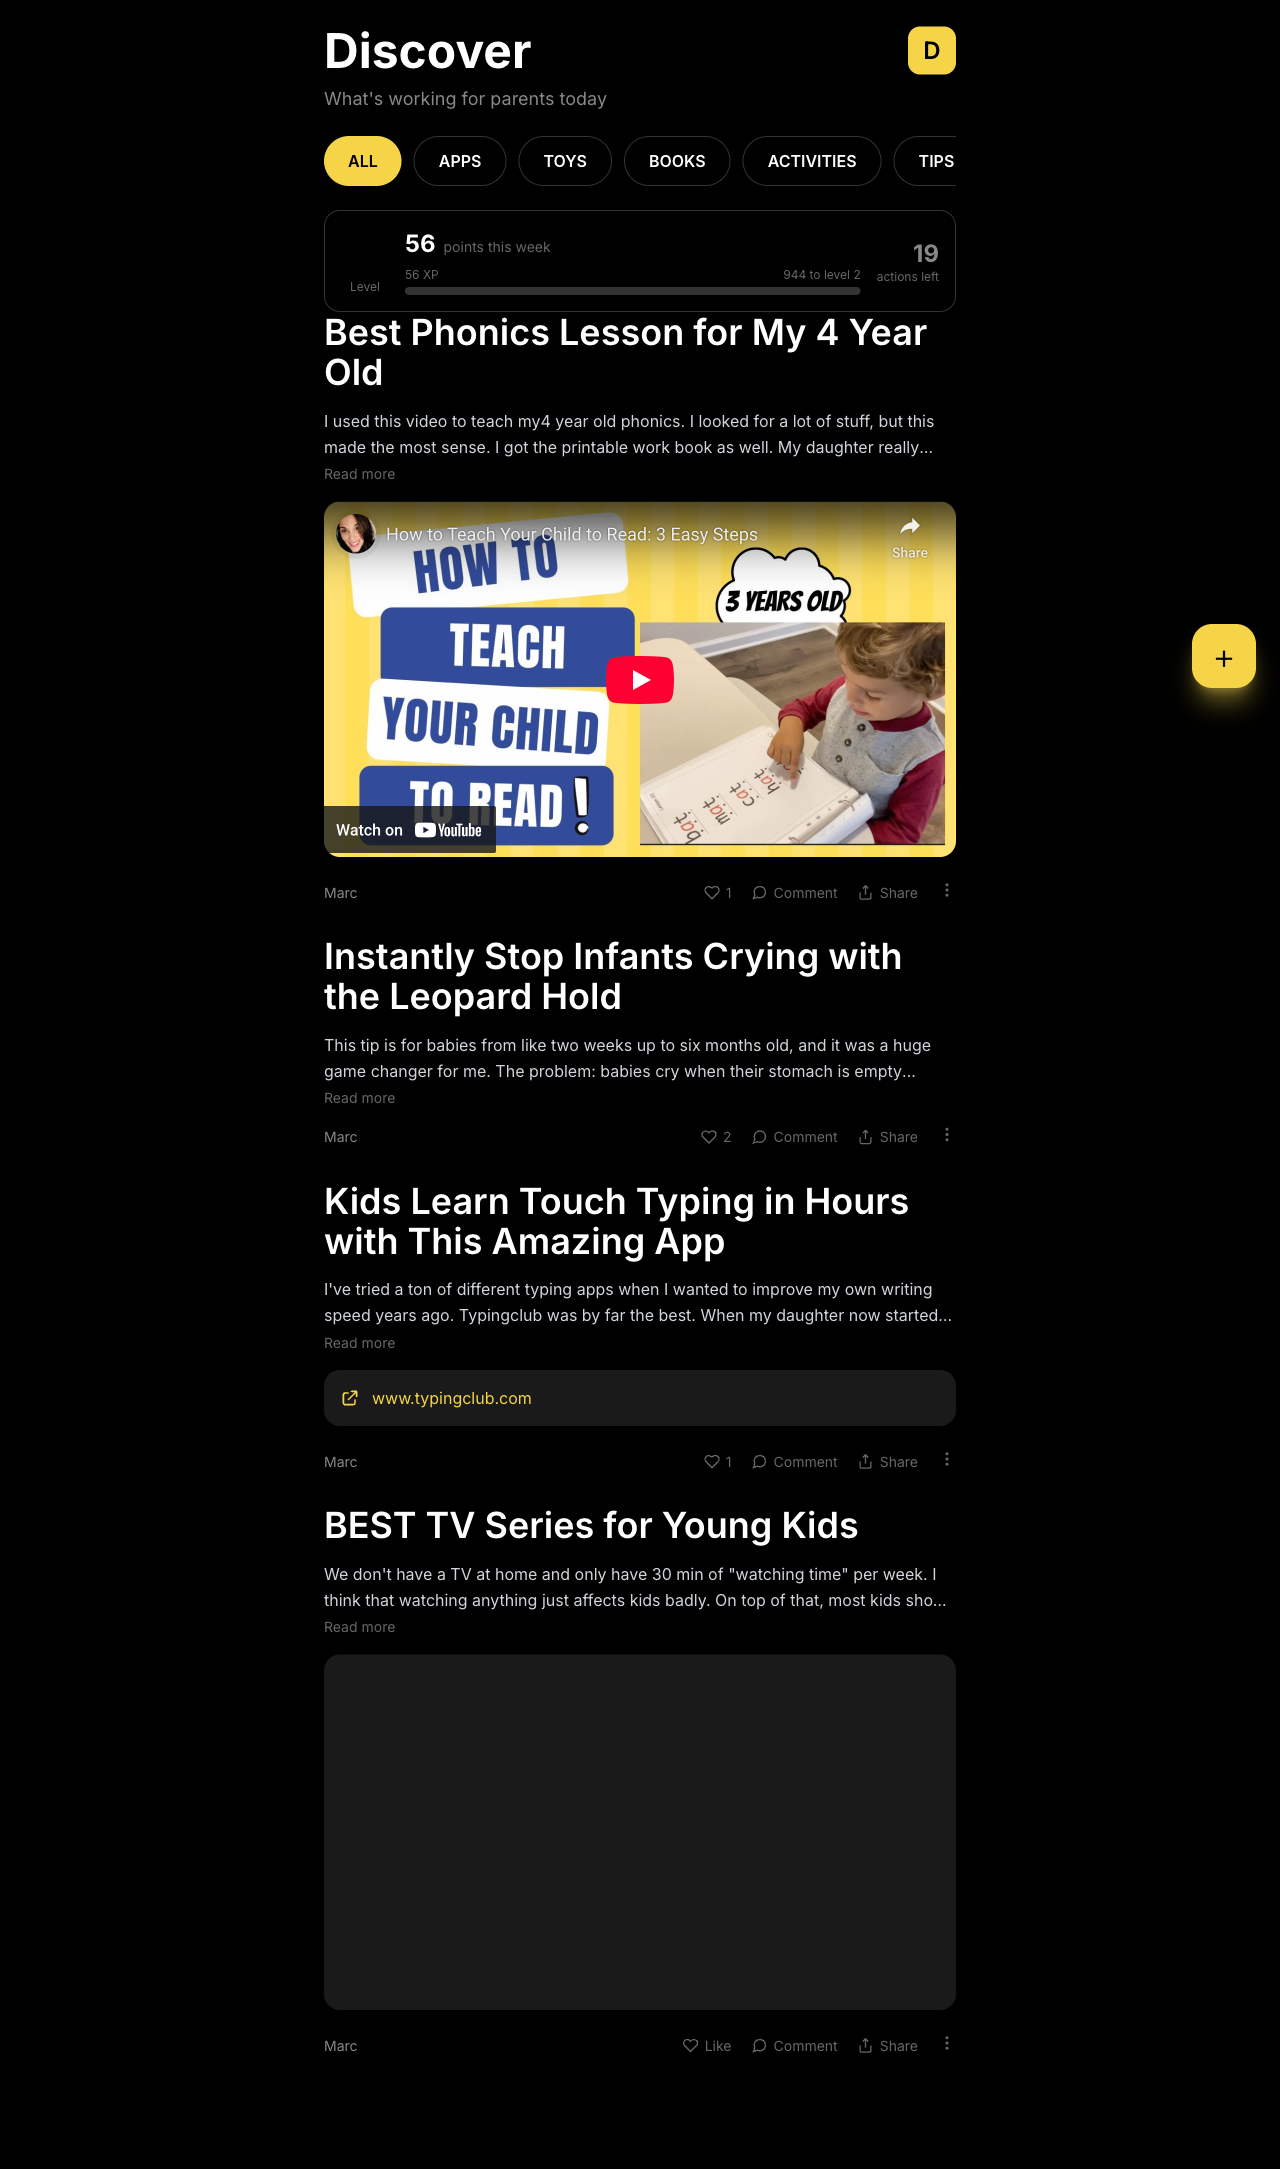 Discover
D
What's working for parents today
ALL
APPS
TOYS
BOOKS
ACTIVITIES
TIPS
56 points this week
19
56 XP
944 to level 2
actions left
Level
Best Phonics Lesson for My 4 Year
Old
I used this video to teach my4 year old phonics. I looked for a lot of stuff, but this
made the most sense. I got the printable work book as well. My daughter really...
Read more
How to Teach Your Child to Read: 3 Easy Steps
Share
HOW TO
TEACH
YOUR CHILD
TO READ!
3 YEARS OLD
hat
cat
mat
bat
Watch on YouTube
Marc
1
Comment
Share
Instantly Stop Infants Crying with
the Leopard Hold
This tip is for babies from like two weeks up to six months old, and it was a huge
game changer for me. The problem: babies cry when their stomach is empty...
Read more
Marc
2
Comment
Share
Kids Learn Touch Typing in Hours
with This Amazing App
I've tried a ton of different typing apps when I wanted to improve my own writing
speed years ago. Typingclub was by far the best. When my daughter now started...
Read more
www.typingclub.com
Marc
1
Comment
Share
BEST TV Series for Young Kids
We don't have a TV at home and only have 30 min of "watching time" per week. I
think that watching anything just affects kids badly. On top of that, most kids sho...
Read more
Marc
Like
Comment
Share